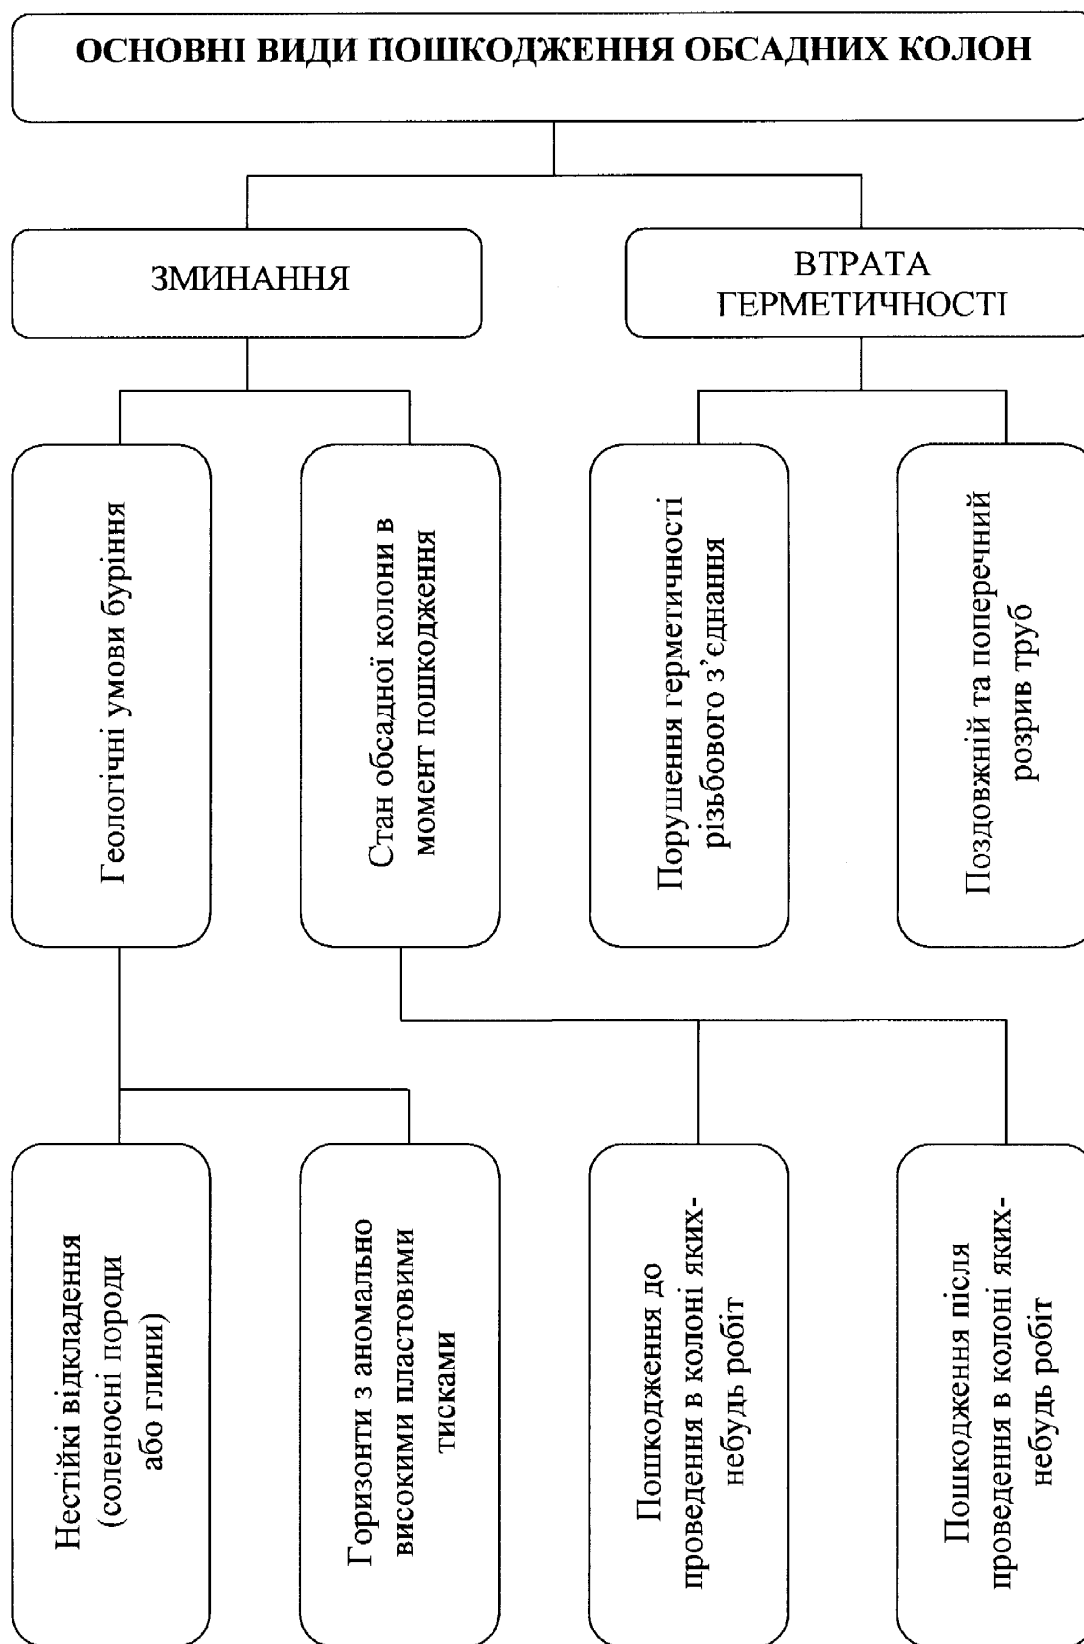 ОСНОВНІ ВИДИ ПОШКОДЖЕННЯ ОБСАДНИХ КОЛОН
ЗМИНАННЯ
ВТРАТА
ГЕРМЕТИЧНОСТІ
Геологічні умови буріння
Стан обсадної колони в
момент пошкодження
Порушення герметичності
різьбового з’єднання
Поздовжній та поперечний
розрив труб
Нестійкі відкладення
(соленосні породи
або глини)
Горизонти з аномально
високими пластовими
тисками
Пошкодження до
проведення в колоні яких-
небудь робіт
Пошкодження після
проведення в колоні яких-
небудь робіт